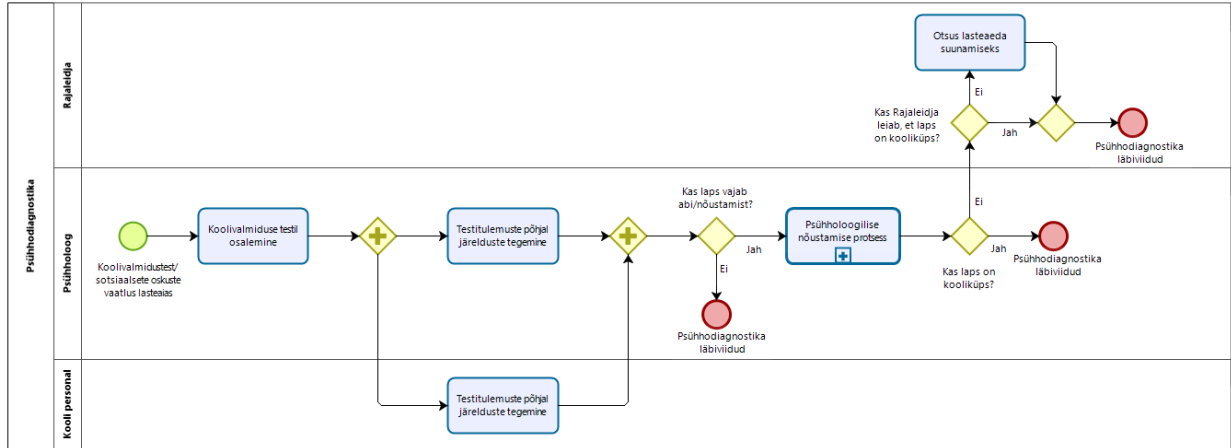 Psühhodiagnostika
Rajaleidja
Otsus lasteaeda
suunamiseks
Ei
Kas Rajaleidja
leiab, et laps
on kooliküps?
Jah
Psühhodiagnostika
läbiviidud
Psühholoog
Koolivalmidustest/
sotsiaalsete oskuste
vaatlus lasteaias
Koolivalmiduse testil
osalemine
Testitulemuste põhjal
järelduste tegemine
Kas laps vajab
abi/nõustamist?
Jah
Ei
Psühhodiagnostika
läbiviidud
Psühholoogilise
nõustamise protsess
Ei
Jah
Kas laps on
kooliküps?
Psühhodiagnostika
läbiviidud
Kooli personal
Testitulemuste põhjal
järelduste tegemine